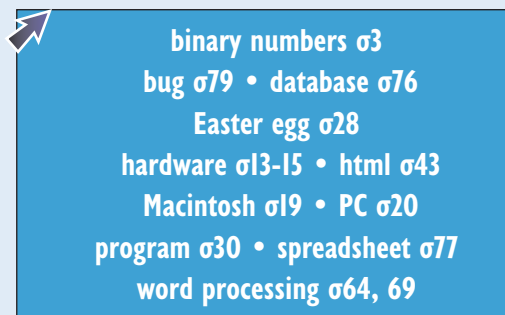 binary numbers σ3
bug σ79 • database σ76
Easter egg σ28
hardware σ13-15 • html σ43
Macintosh σ19 • PC σ20
program σ30 • spreadsheet σ77
word processing σ64, 69